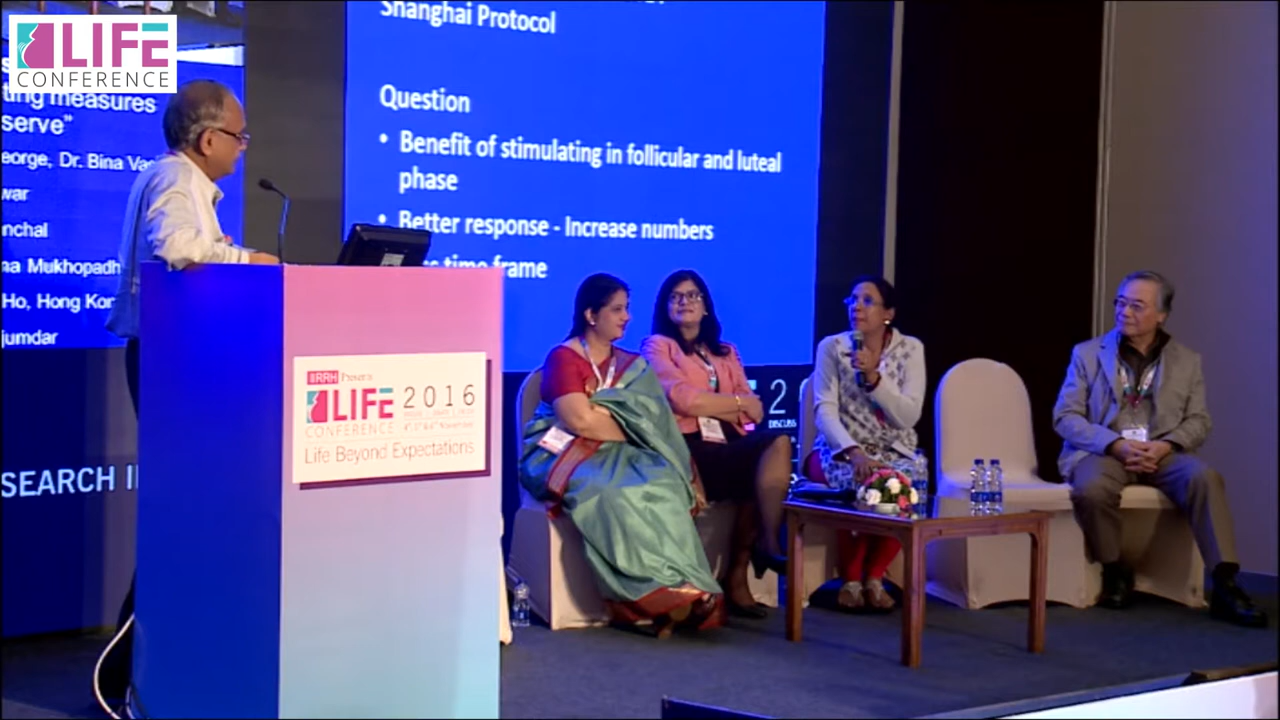 LIFE
CONFERENCE
ting measures
serve"
eorge, Dr. Bina Va
war
nchal
na Mukhopadh
Ho, Hong Kon
jumdar
SEARCH I
Shanghai Protocol
Question
• Benefit of stimulating in follicular and luteal
phase
• Better response - Increase numbers
time frame
IIRRH Presents
LIFE 2016
CONFERENCE
Life Beyond Expectations
2
DISCUSS